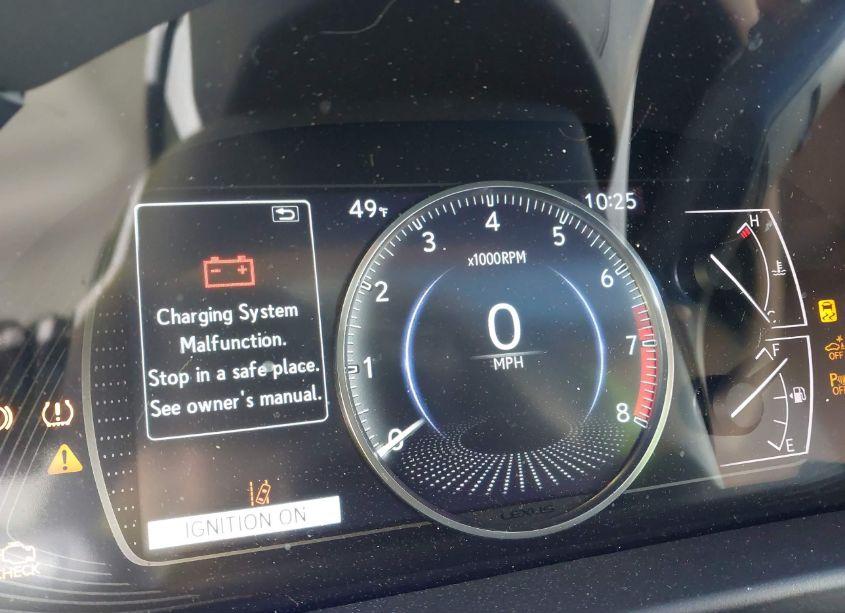 49°F
10:25
Charging System
Malfunction.
Stop in a safe place.
See owner's manual.
x1000RPM
0
MPH
0
1
2
3
4
5
6
7
8
LEXUS
H
C
F
E
OFF
P
OFF
IGNITION ON
CHECK